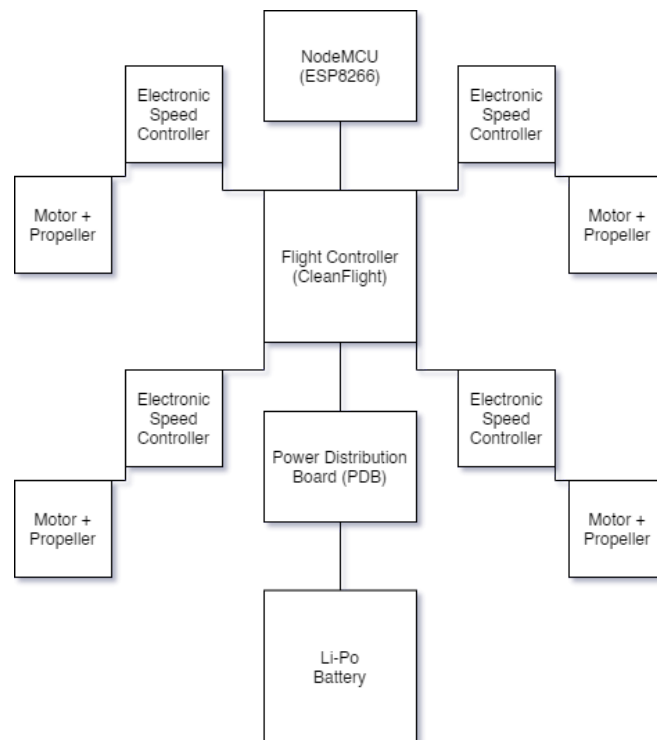 NodeMCU
(ESP8266)
Electronic
Speed
Controller
Electronic
Speed
Controller
Motor +
Propeller
Motor +
Propeller
Flight Controller
(CleanFlight)
Electronic
Speed
Controller
Electronic
Speed
Controller
Power Distribution
Board (PDB)
Motor +
Propeller
Motor +
Propeller
Li-Po
Battery